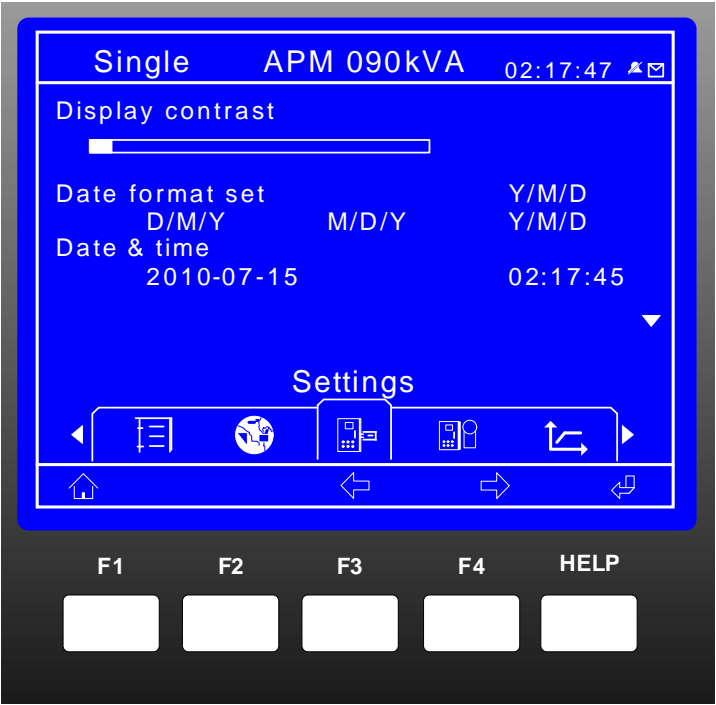 Single APM 090kVA 02:17:47
Display contrast
Date format set Y/M/D
D/M/Y M/D/Y Y/M/D
Date & time
2010-07-15 02:17:45
Settings
F1 F2 F3 F4 HELP